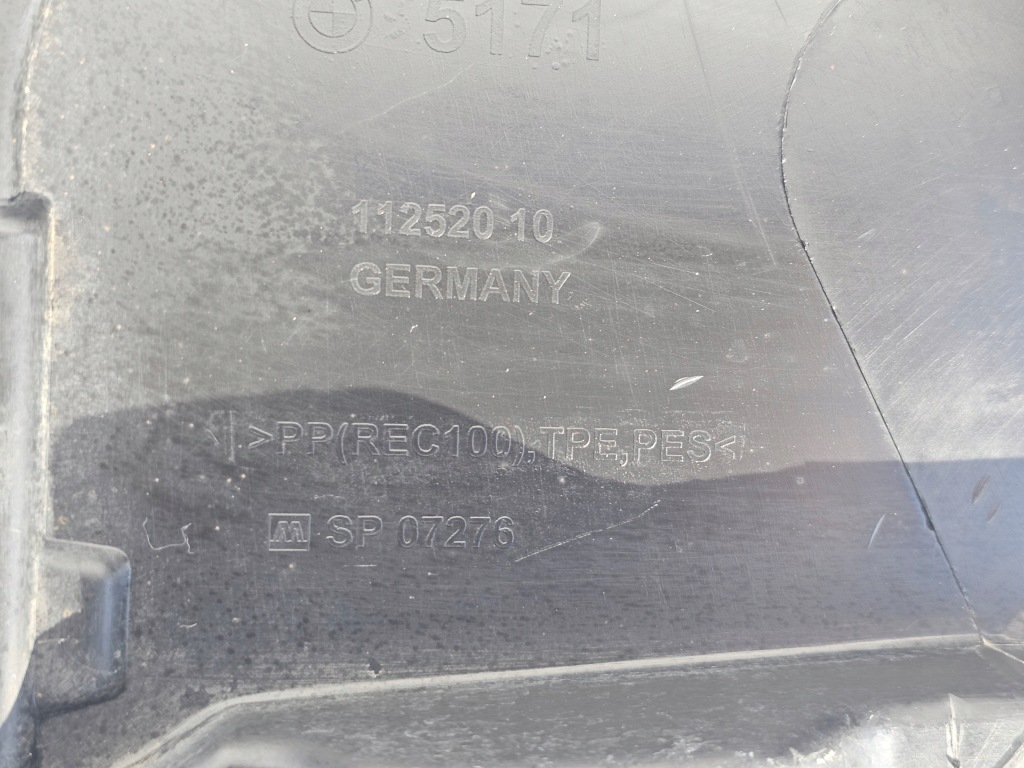 5171
112520 10
GERMANY
>PP(REC100),TPE,PES<
M SP 07276